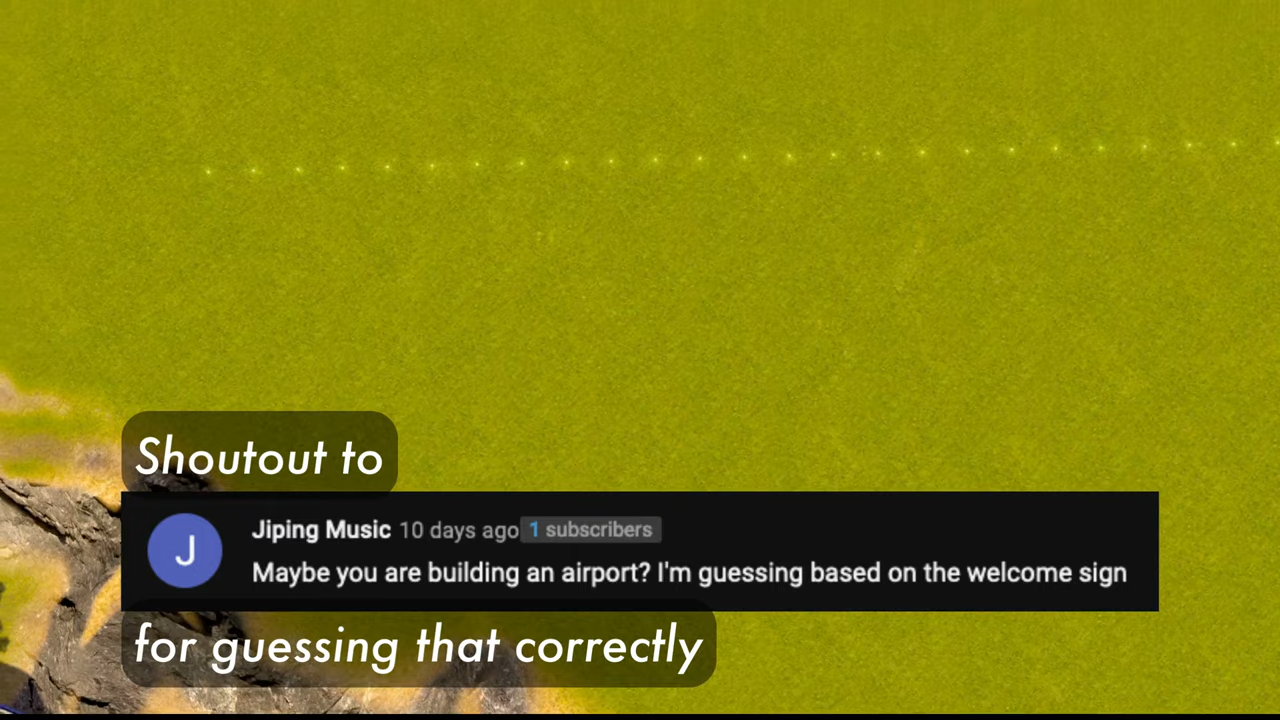 Shoutout to
J
Jiping Music 10 days ago 1 subscribers
Maybe you are building an airport? I'm guessing based on the welcome sign
for guessing that correctly